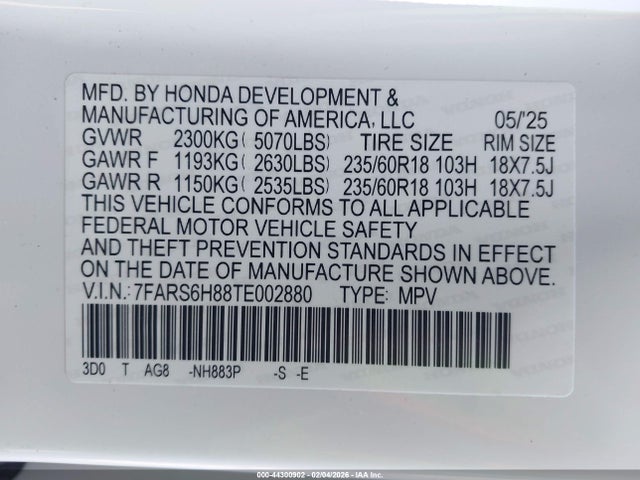 MFD. BY HONDA DEVELOPMENT &
MANUFACTURING OF AMERICA, LLC 05/'25
GVWR 2300KG( 5070LBS) TIRE SIZE RIM SIZE
GAWR F 1193KG( 2630LBS) 235/60R18 103H 18X7.5J
GAWR R 1150KG( 2535LBS) 235/60R18 103H 18X7.5J
THIS VEHICLE CONFORMS TO ALL APPLICABLE
FEDERAL MOTOR VEHICLE SAFETY
AND THEFT PREVENTION STANDARDS IN EFFECT
ON THE DATE OF MANUFACTURE SHOWN ABOVE.
V.I.N.:7FARS6H88TE002880 TYPE: MPV
3D0 T AG8 -NH883P -S -E
000-44300902 - 02/04/2026 - IAA Inc.